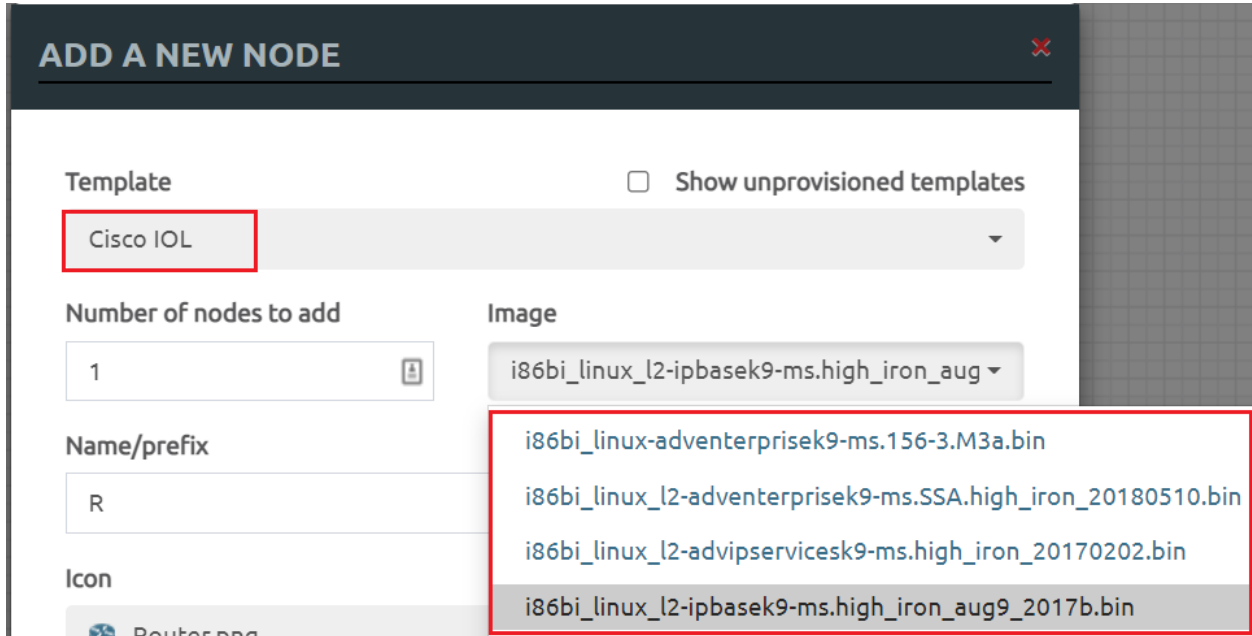 ADD A NEW NODE
Template
Show unprovisioned templates
Cisco IOL
Number of nodes to add
Image
1
i86bi_linux_l2-ipbasek9-ms.high_iron_aug
Name/prefix
i86bi_linux-adventerprisek9-ms.156-3.M3a.bin
R
i86bi_linux_l2-adventerprisek9-ms.SSA.high_iron_20180510.bin
i86bi_linux_l2-advipservicesk9-ms.high_iron_20170202.bin
Icon
i86bi_linux_l2-ipbasek9-ms.high_iron_aug9_2017b.bin
Router.png